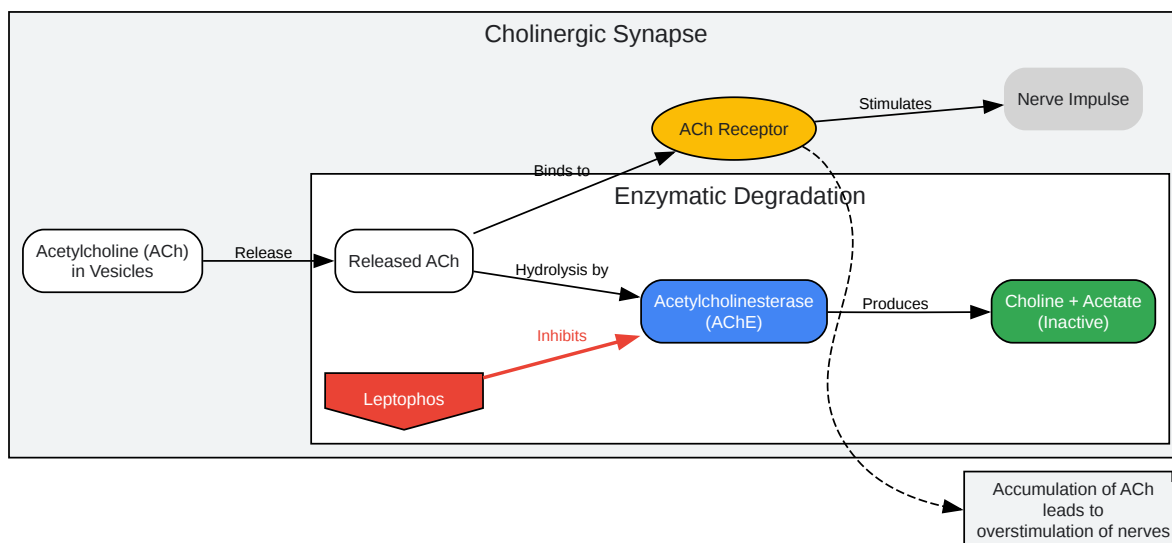 Cholinergic Synapse
Nerve Impulse
Stimulates
ACh Receptor
Binds to
Enzymatic Degradation
Acetylcholine (ACh)
in Vesicles
Release
Released ACh
Hydrolysis by
Acetylcholinesterase
(AChE)
Produces
Choline + Acetate
(Inactive)
Inhibits
Leptophos
Accumulation of ACh
leads to
overstimulation of nerves